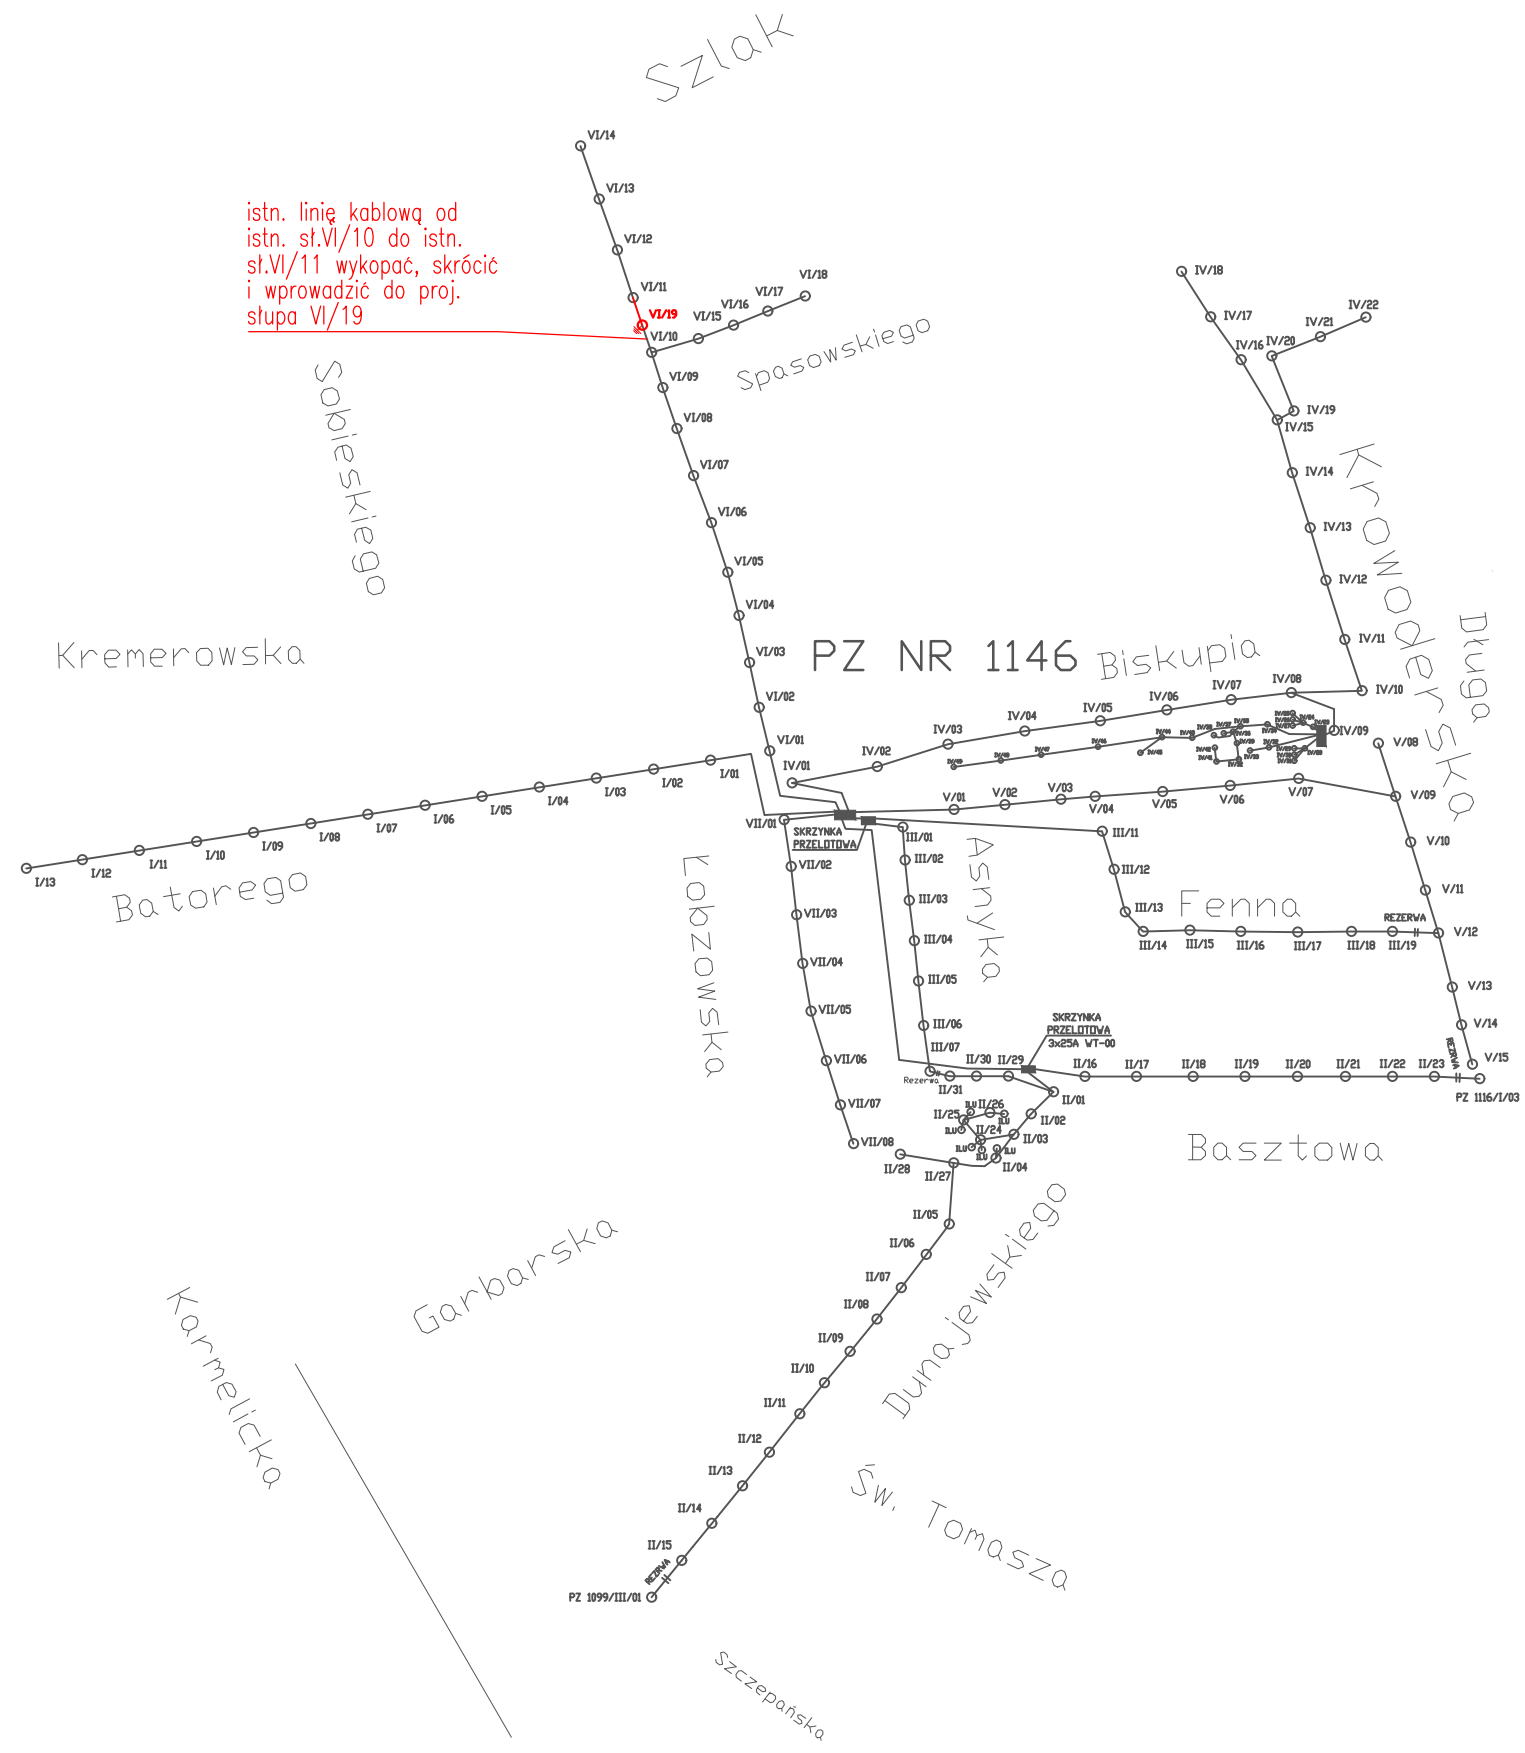 Szlak
VI/14
VI/13
istn. linię kablową od
istn. sł.VI/10 do istn.
sł.VI/11 wykopać, skrócić
i wprowadzić do proj.
słupa VI/19
VI/12
VI/11
VI/18
VI/17
VI/16
VI/15
VI/19
VI/10
IV/18
IV/17
IV/22
IV/21
IV/16
IV/20
Spasowskiego
Sobieskiego
VI/09
VI/08
IV/19
IV/15
VI/07
IV/14
Krowoderska
VI/06
IV/13
VI/05
IV/12
VI/04
Długa
Kremerowska
PZ NR 1146
Biskupia
IV/11
VI/03
IV/08
IV/10
IV/07
VI/02
IV/06
IV/05
IV/04
IV/03
IV/09
V/08
VI/01
IV/02
IV/01
I/01
I/02
I/03
I/04
I/05
I/06
I/07
I/08
I/09
I/10
I/11
I/12
I/13
V/01
V/02
V/03
V/04
V/05
V/06
V/07
V/09
VII/01
SKRZYNKA
PRZELOTOWA
III/01
III/11
V/10
Batorego
Łobzowska
Asnyka
VII/02
III/02
III/12
V/11
Fenna
VII/03
III/03
III/13
REZERWA
III/14
III/15
III/16
III/17
III/18
III/19
V/12
III/04
VII/04
III/05
V/13
VII/05
SKRZYNKA
PRZELOTOWA
3x25A WT-00
III/06
V/14
III/07
VII/06
II/30
II/29
II/16
II/17
II/18
II/19
II/20
II/21
II/22
II/23
REZERWA
V/15
Rezerwa
II/31
II/01
PZ 1116/I/03
VII/07
II/25
ILU
II/26
ILU
II/02
ILU
II/24
II/03
VII/08
ILU
ILU
ILU
II/28
II/27
II/04
Basztowa
II/05
Dunajewskiego
II/06
Garbarska
II/07
Karmelicka
II/08
II/09
II/10
II/11
II/12
II/13
Św. Tomasza
II/14
II/15
REZRWA
PZ 1099/III/01
Szczepańska